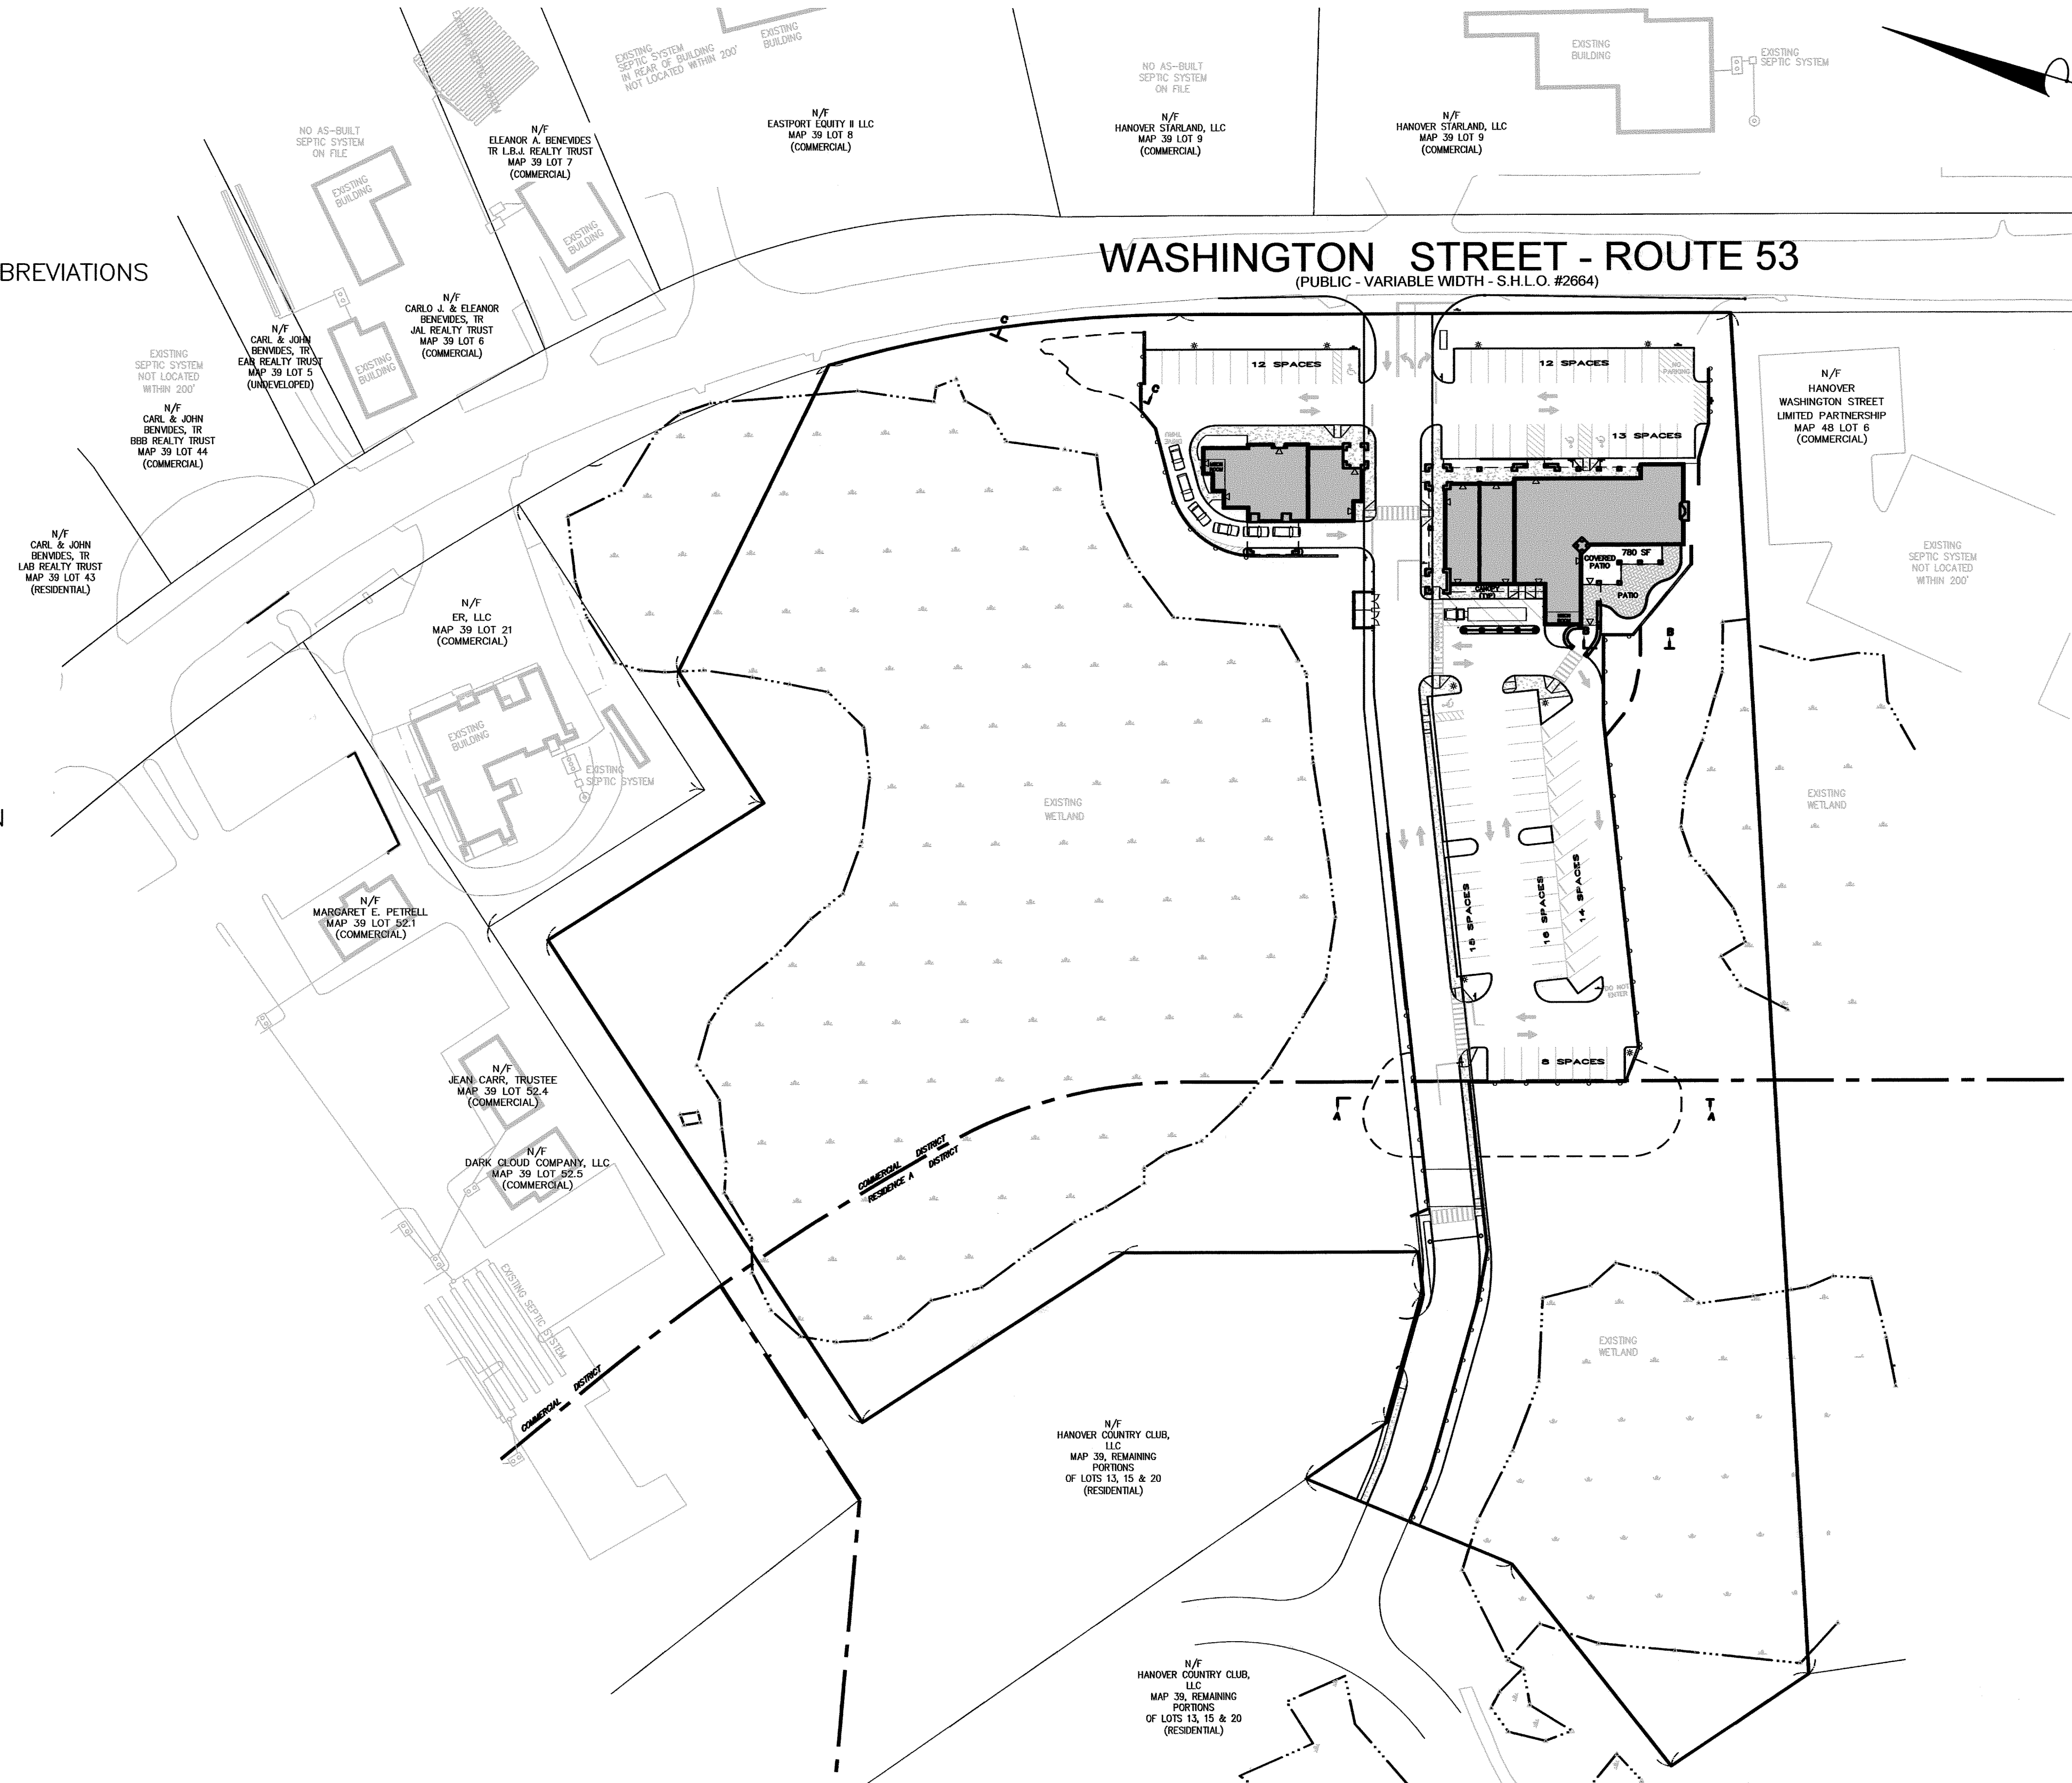 EXISTING SEPTIC SYSTEM
EXISTING
SEPTIC SYSTEM
IN REAR OF BUILDING
NOT LOCATED WITHIN 200'
EXISTING
BUILDING
NO AS-BUILT
SEPTIC SYSTEM
ON FILE
EXISTING
BUILDING
EXISTING
SEPTIC SYSTEM
NO AS-BUILT
SEPTIC SYSTEM
ON FILE
N/F
ELEANOR A. BENEVIDES
TR L.B.J. REALTY TRUST
MAP 39 LOT 7
(COMMERCIAL)
N/F
EASTPORT EQUITY II LLC
MAP 39 LOT 8
(COMMERCIAL)
N/F
HANOVER STARLAND, LLC
MAP 39 LOT 9
(COMMERCIAL)
N/F
HANOVER STARLAND, LLC
MAP 39 LOT 9
(COMMERCIAL)
EXISTING
BUILDING
EXISTING
BUILDING
BREVIATIONS
WASHINGTON STREET - ROUTE 53
(PUBLIC - VARIABLE WIDTH - S.H.L.O. #2664)
N/F
CARLO J. & ELEANOR
BENEVIDES, TR
JAL REALTY TRUST
MAP 39 LOT 6
(COMMERCIAL)
N/F
CARL & JOHN
BENVIDES, TR
EAB REALTY TRUST
MAP 39 LOT 5
(UNDEVELOPED)
EXISTING
BUILDING
EXISTING
SEPTIC SYSTEM
NOT LOCATED
WITHIN 200'
N/F
CARL & JOHN
BENVIDES, TR
BBB REALTY TRUST
MAP 39 LOT 44
(COMMERCIAL)
N/F
CARL & JOHN
BENVIDES, TR
LAB REALTY TRUST
MAP 39 LOT 43
(RESIDENTIAL)
C
C
12 SPACES
12 SPACES
NO
PARKING
13 SPACES
DRIVE
THRU
MECH
ROOM
N/F
HANOVER
WASHINGTON STREET
LIMITED PARTNERSHIP
MAP 48 LOT 6
(COMMERCIAL)
EXISTING
SEPTIC SYSTEM
NOT LOCATED
WITHIN 200'
COVERED
PATIO
780 SF
PATIO
CANOPY
(TYP)
MECH
ROOM
B
B
N/F
ER, LLC
MAP 39 LOT 21
(COMMERCIAL)
EXISTING
BUILDING
EXISTING
SEPTIC SYSTEM
EXISTING
WETLAND
EXISTING
WETLAND
N
15 SPACES
16 SPACES
14 SPACES
DO NOT
ENTER
8 SPACES
N/F
MARGARET E. PETRELL
MAP 39 LOT 52.1
(COMMERCIAL)
N/F
JEAN CARR, TRUSTEE
MAP 39 LOT 52.4
(COMMERCIAL)
N/F
DARK CLOUD COMPANY, LLC
MAP 39 LOT 52.5
(COMMERCIAL)
A
A
COMMERCIAL DISTRICT
RESIDENCE A DISTRICT
EXISTING SEPTIC SYSTEM
COMMERCIAL DISTRICT
EXISTING
WETLAND
N/F
HANOVER COUNTRY CLUB,
LLC
MAP 39, REMAINING
PORTIONS
OF LOTS 13, 15 & 20
(RESIDENTIAL)
N/F
HANOVER COUNTRY CLUB,
LLC
MAP 39, REMAINING
PORTIONS
OF LOTS 13, 15 & 20
(RESIDENTIAL)